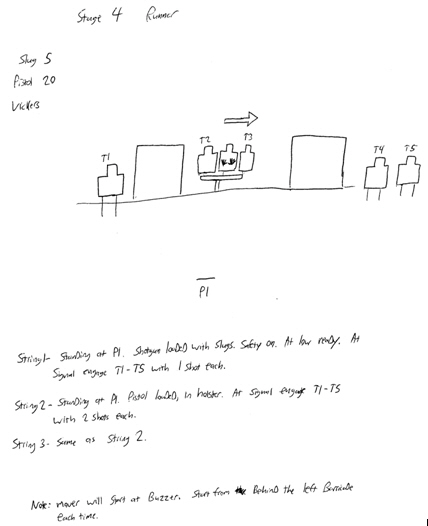 Stage 4 Runner
Slug 5
Pistol 20
Vickers
T1 T2 T3 T4 T5
P1
String 1- Standing at P1. Shotgun loaded with slugs. Safety on. At low ready. At
Signal engage T1-T5 with 1 shot each.
String 2- Standing at P1. Pistol loaded, in holster. At signal engage T1-T5
with 2 shots each.
String 3- Same as String 2.
Note: mover will start at Buzzer. Start from Behind the left Barricade
each time.